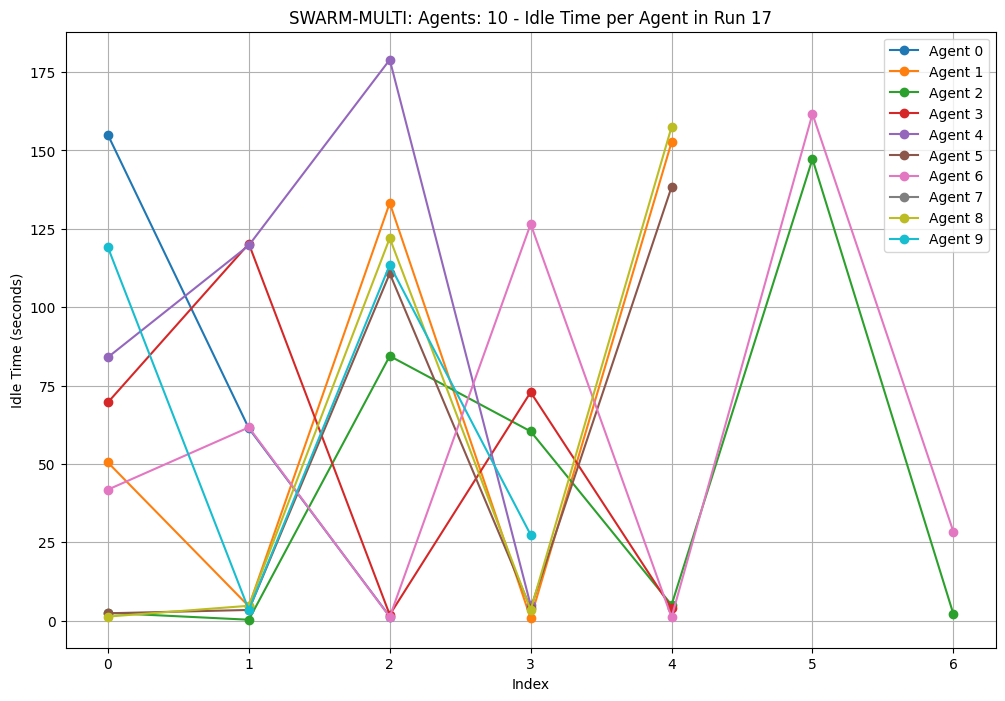 SWARM-MULTI: Agents: 10 - Idle Time per Agent in Run 17
Idle Time (seconds)
175
150
125
100
75
50
25
0
0 1 2 3 4 5 6
Index
Agent 0
Agent 1
Agent 2
Agent 3
Agent 4
Agent 5
Agent 6
Agent 7
Agent 8
Agent 9